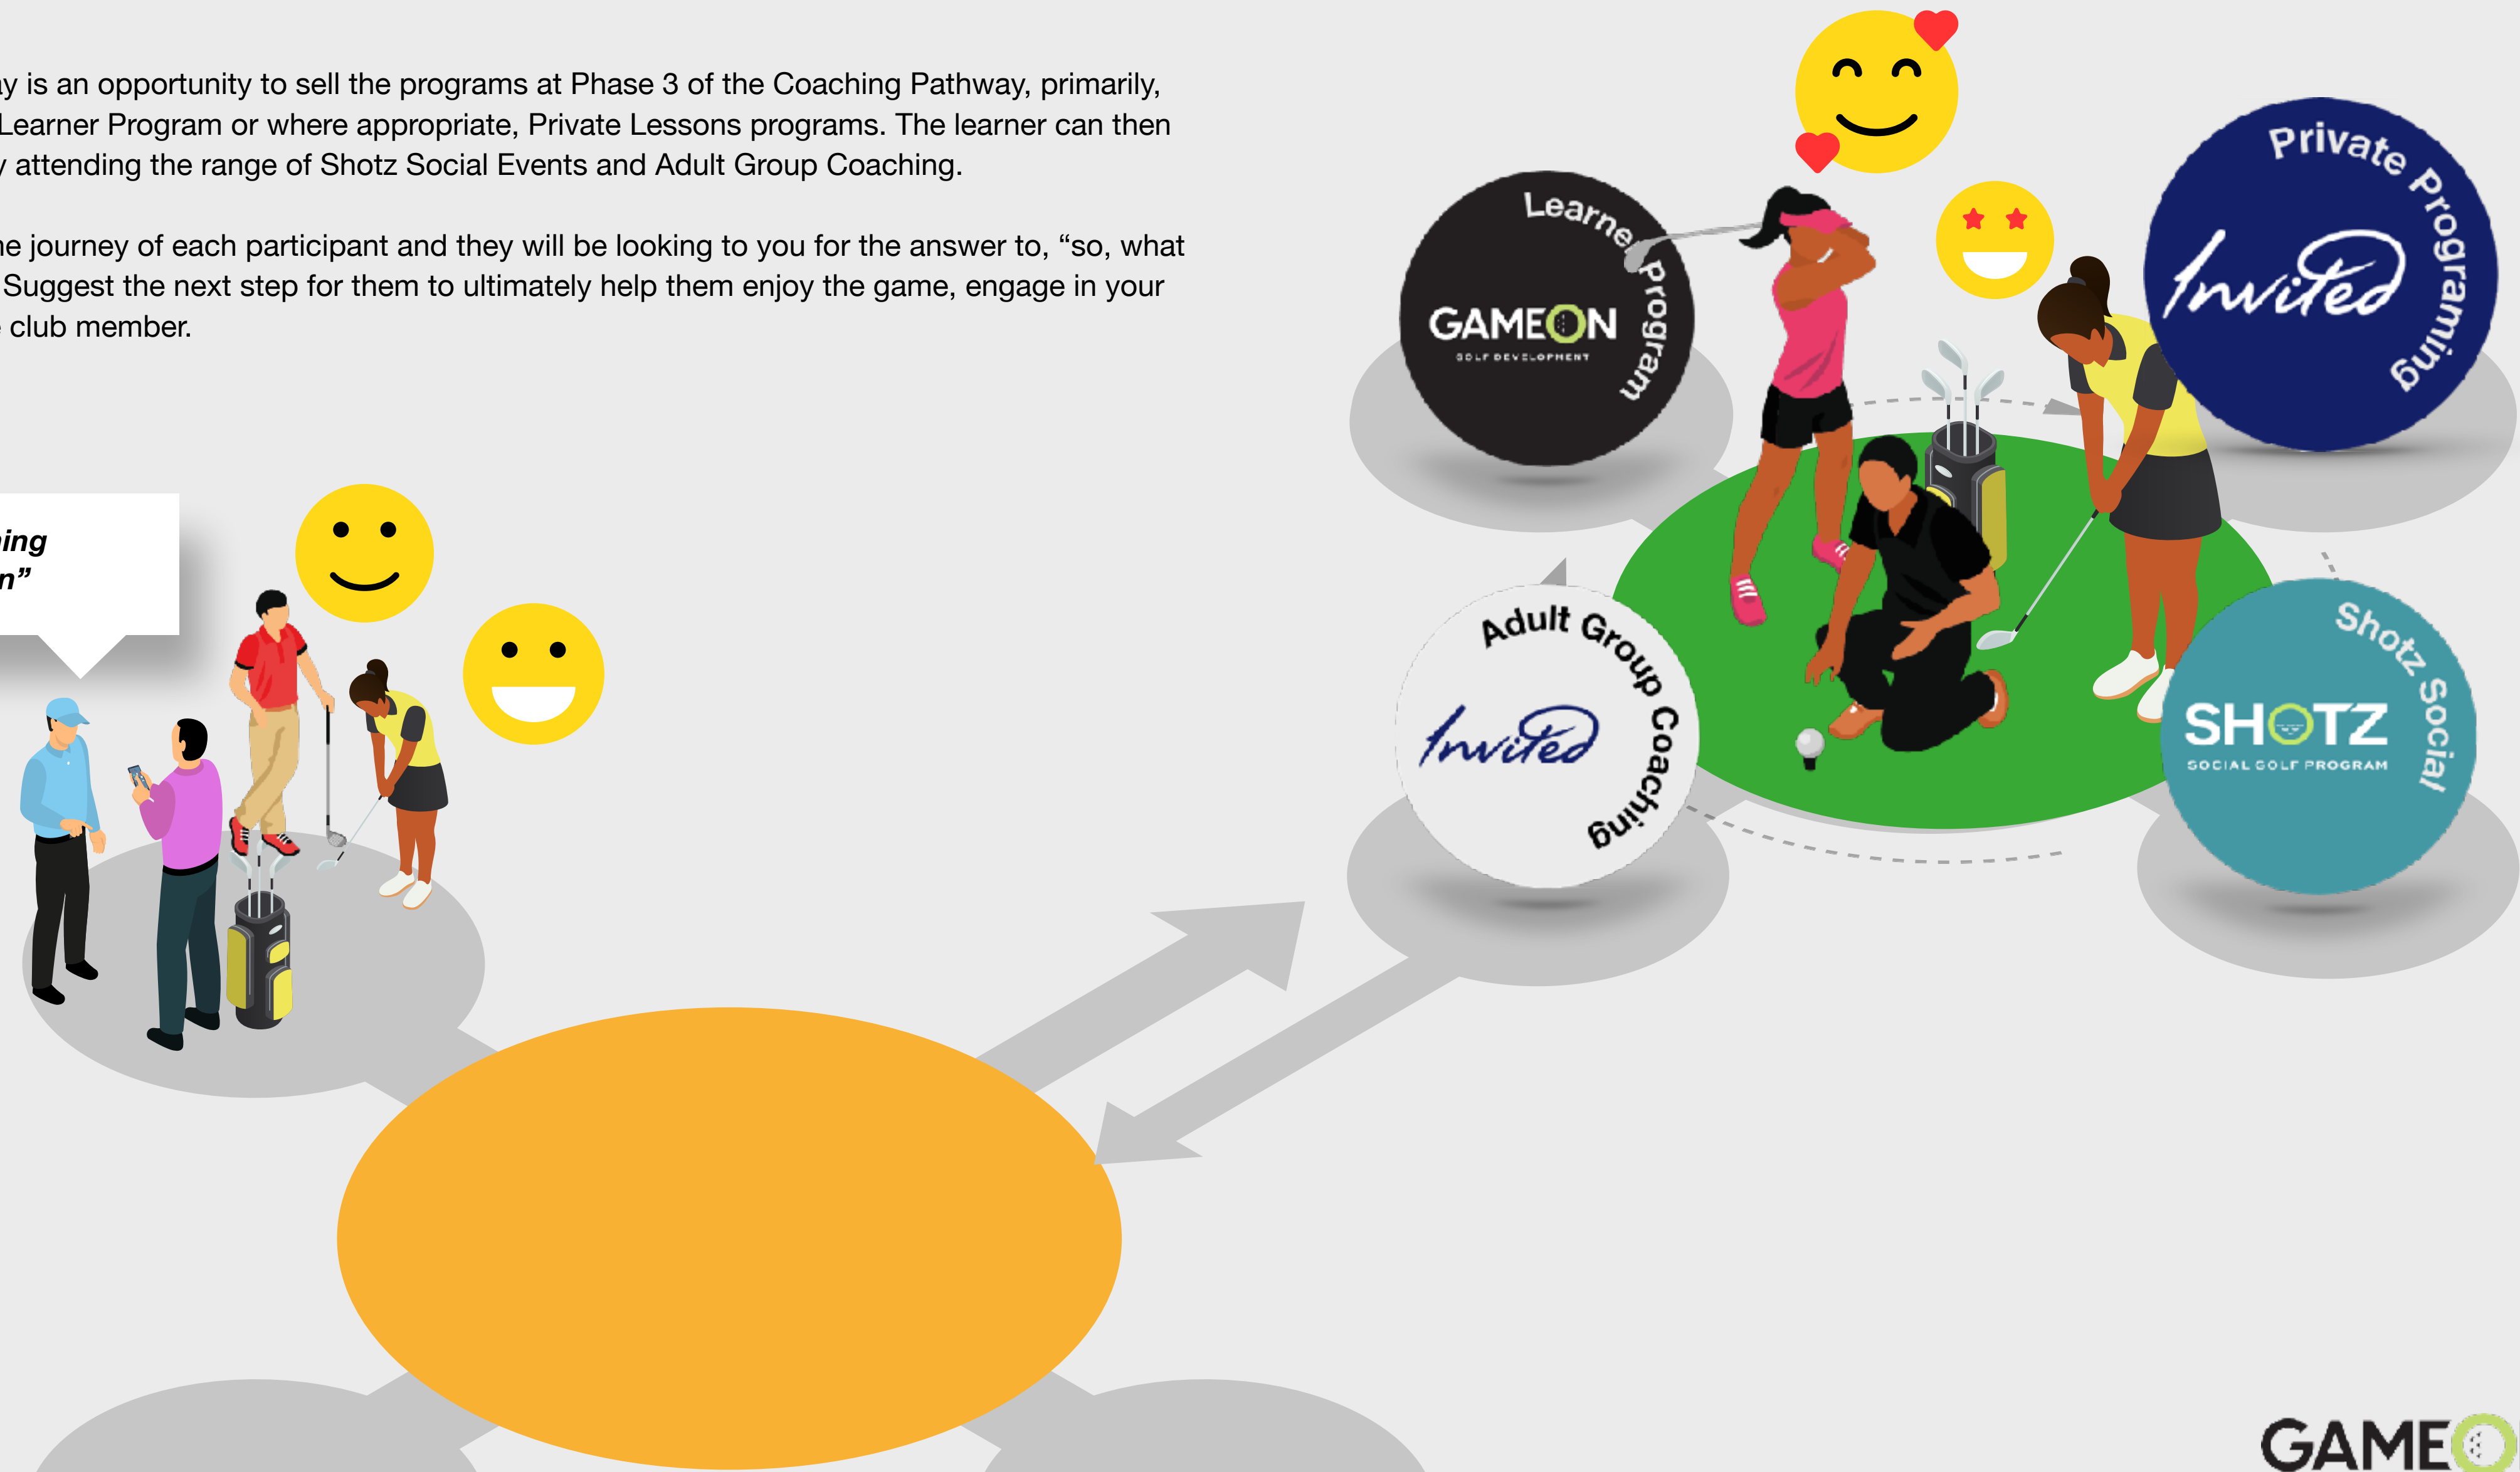 y is an opportunity to sell the programs at Phase 3 of the Coaching Pathway, primarily,
Learner Program or where appropriate, Private Lessons programs. The learner can then
y attending the range of Shotz Social Events and Adult Group Coaching.
ne journey of each participant and they will be looking to you for the answer to, “so, what
Suggest the next step for them to ultimately help them enjoy the game, engage in your
club member.
ning
n”
Learner Program
GAMEON
GOLF DEVELOPMENT
Private Programing
Invited
Adult Group Coaching
Invited
Shotz Social
SHOTZ
SOCIAL GOLF PROGRAM
GAMEO